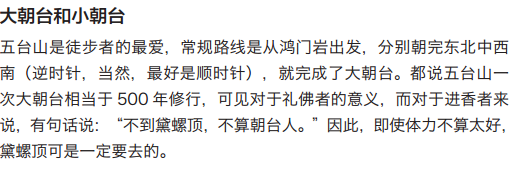 大朝台和小朝台
五台山是徒步者的最爱，常规路线是从鸿门岩出发，分别朝完东北中西
南（逆时针，当然，最好是顺时针），就完成了大朝台。都说五台山一
次大朝台相当于 500 年修行，可见对于礼佛者的意义，而对于进香者来
说，有句话说：“不到黛螺顶，不算朝台人。”因此，即使体力不算太好，
黛螺顶可是一定要去的。